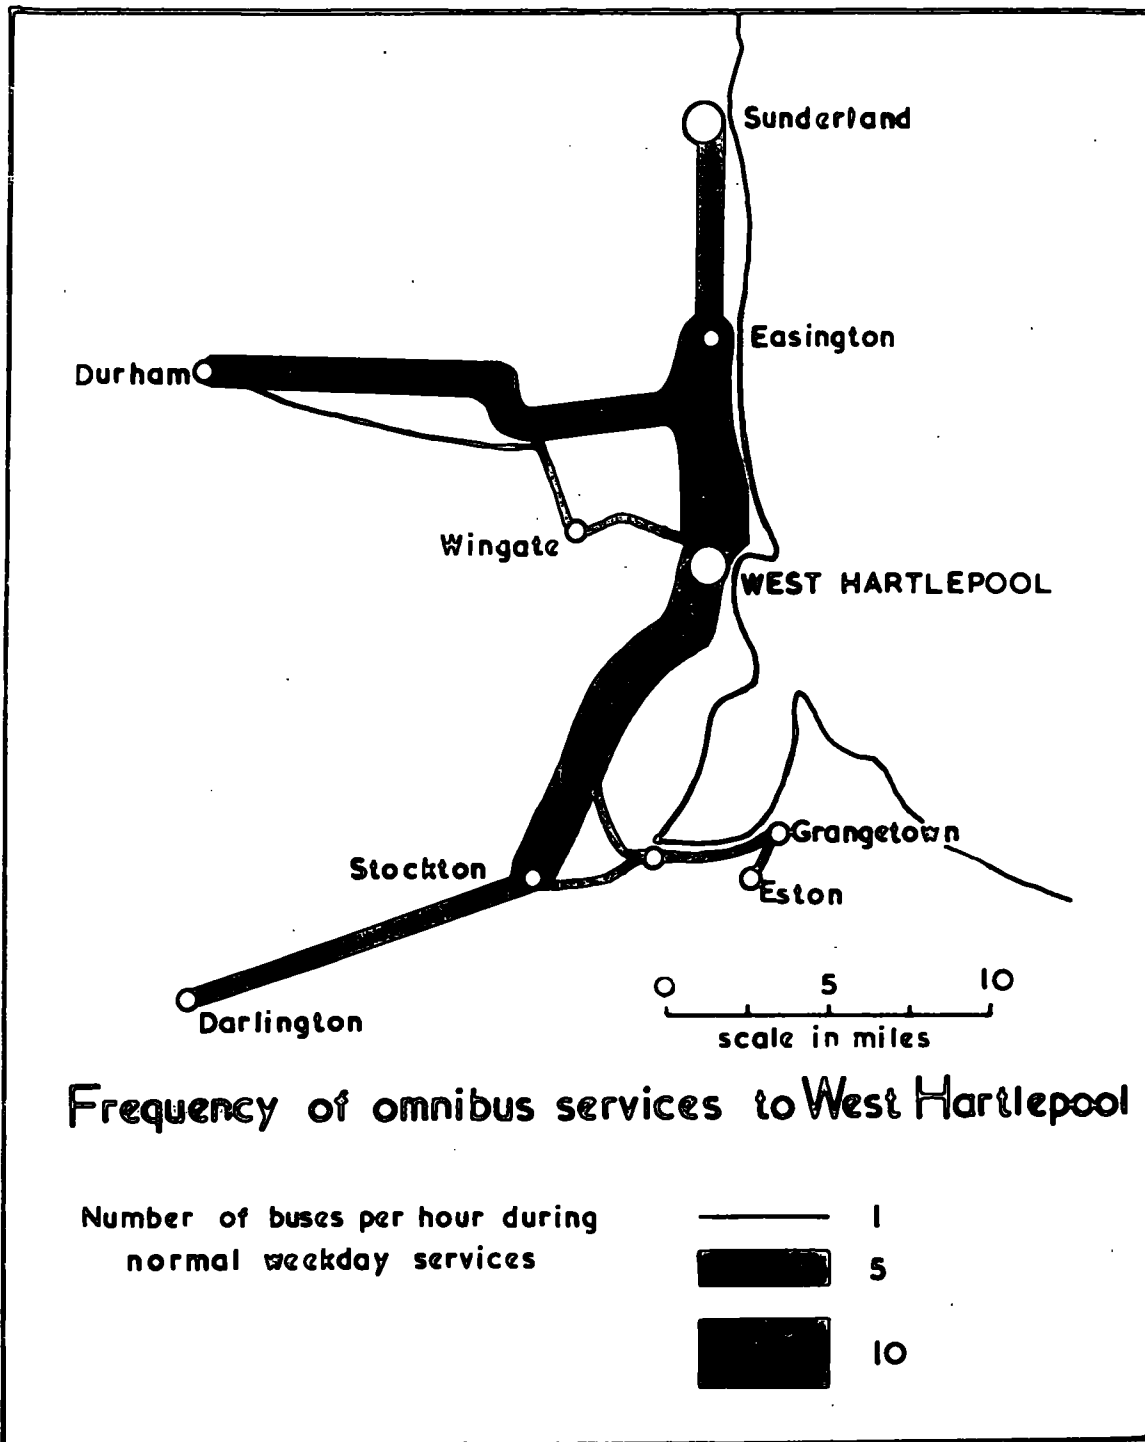 Sunderland
Easington
Durham
Wingate
WEST HARTLEPOOL
Grangetown
Stockton
Eston
Darlington
0 5 10
scale in miles
Frequency of omnibus services to West Hartlepool
Number of buses per hour during
normal weekday services
1
5
10